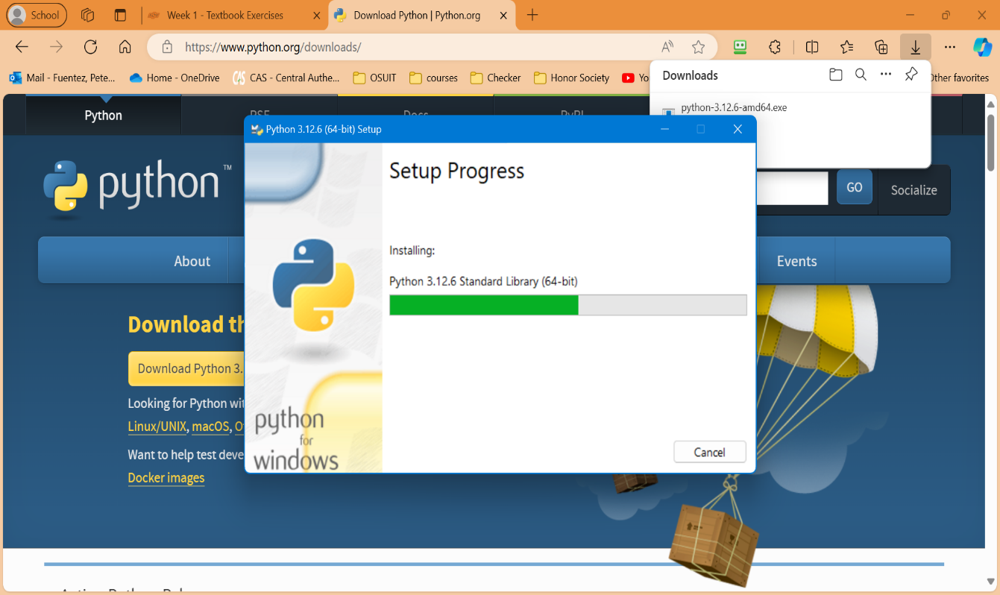 School
Week 1 - Textbook Exercises
Download Python | Python.org
https://www.python.org/downloads/
Mail - Fuentez, Pete...
Home - OneDrive
CAS - Central Authe...
OSUIT
courses
Checker
Honor Society
Downloads
Other favorites
python-3.12.6-amd64.exe
Python
PSF
Docs
PyPI
Python 3.12.6 (64-bit) Setup
python™
Setup Progress
GO
Socialize
Installing:
About
Events
Python 3.12.6 Standard Library (64-bit)
Download
Download Python 3.
Looking for Python
Linux/UNIX, macOS,
Want to help test
Docker images
python
for
windows
Cancel